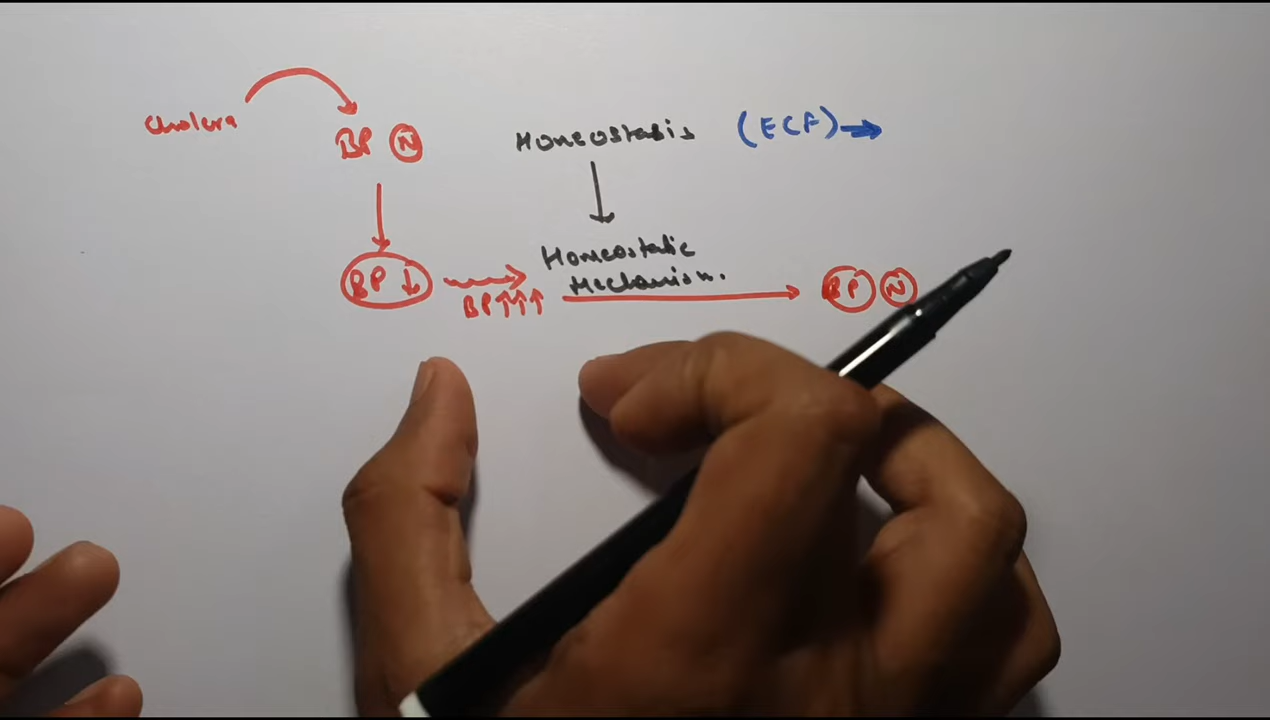 Cholera
BP N
Homeostasis (ECF)→
BP ↓
BP↑↑↑
Homeostatic
Mechanism.
BP N